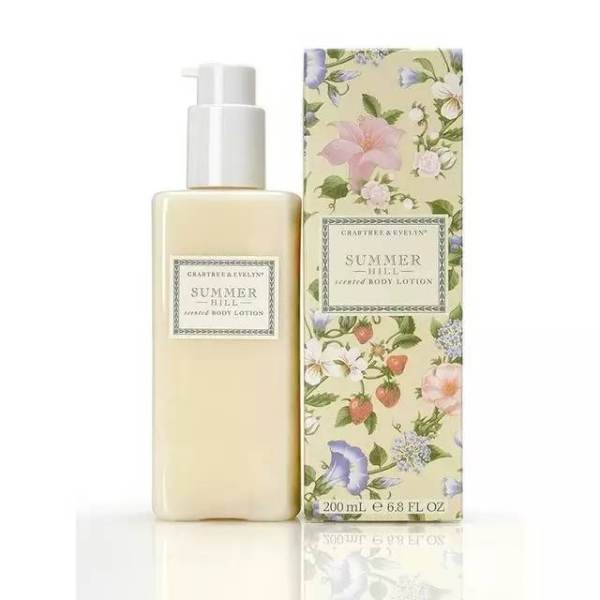 CRABTREE & EVELYN®
SUMMER
HILL
scented BODY LOTION
CRABTREE & EVELYN®
SUMMER
HILL
scented BODY LOTION
200 mL ℮ 6.8 FL OZ